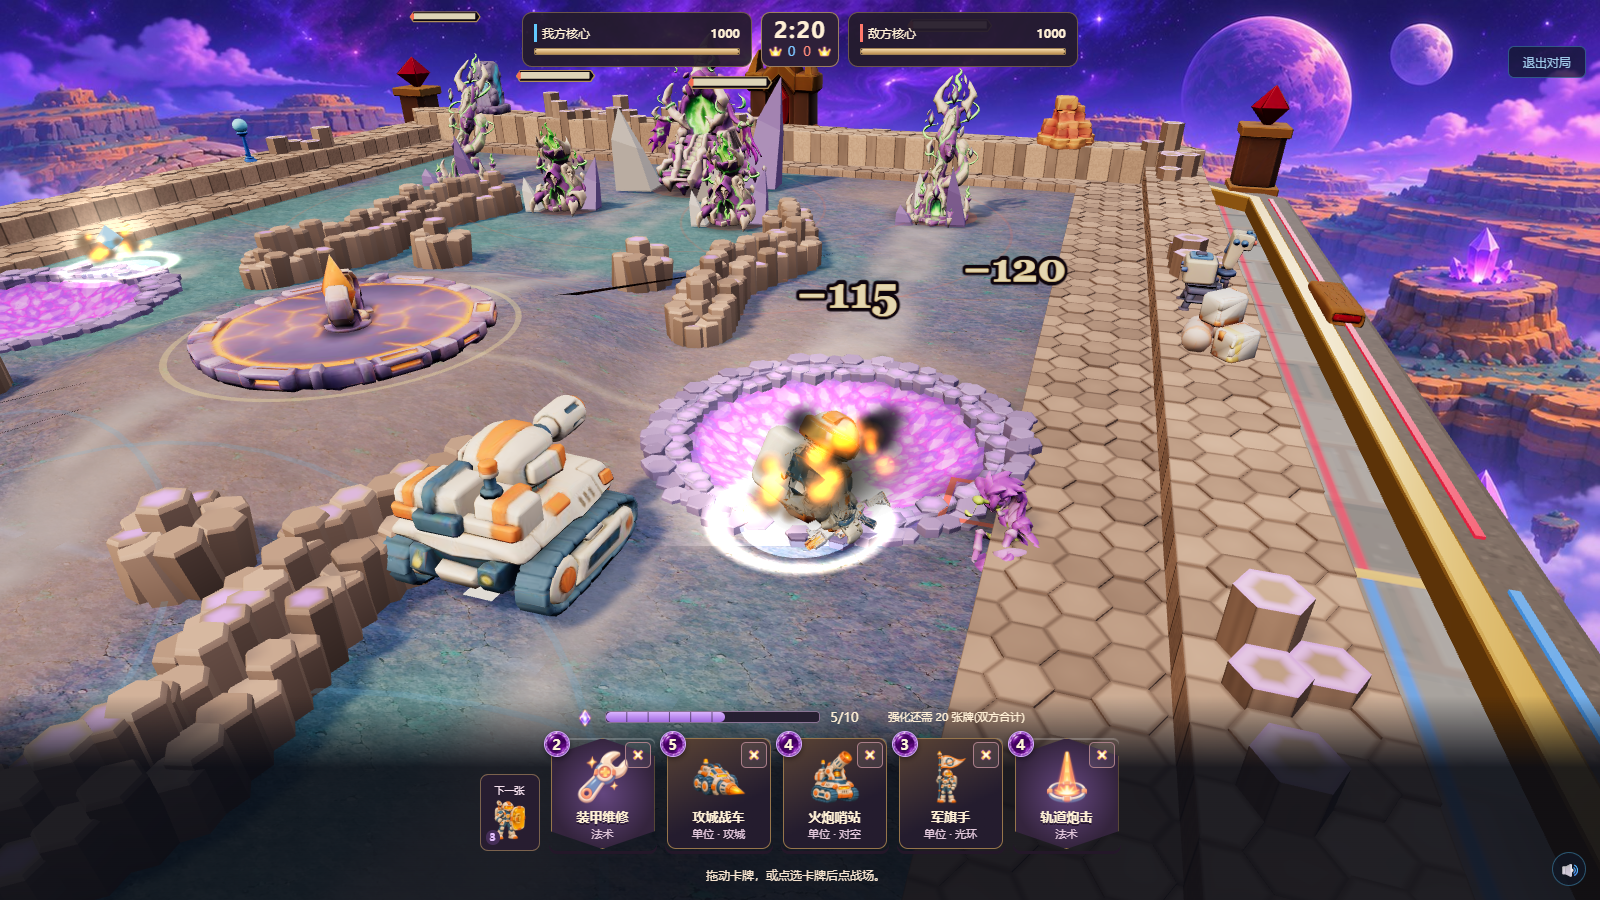 我方核心 1000
2:20
0 0
敌方核心 1000
退出对局
-115
-120
5/10
强化还需 20 张牌(双方合计)
下一张
3
2
装甲维修
法术
5
攻城战车
单位 · 攻城
4
火炮哨站
单位 · 对空
3
军旗手
单位 · 光环
4
轨道炮击
法术
拖动卡牌，或点选卡牌后点战场。